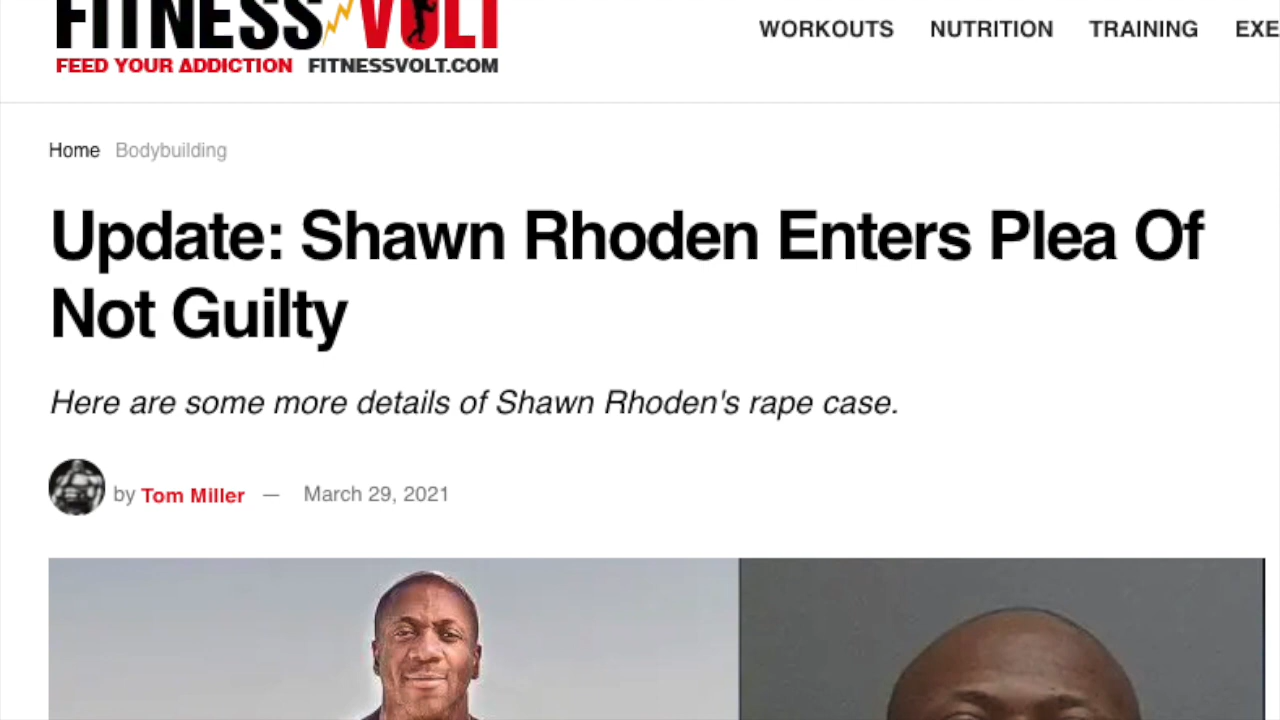 FITNESS VOLT
WORKOUTS NUTRITION TRAINING EXE
FEED YOUR ADDICTION FITNESSVOLT.COM
Home Bodybuilding
Update: Shawn Rhoden Enters Plea Of
Not Guilty
Here are some more details of Shawn Rhoden's rape case.
by Tom Miller — March 29, 2021